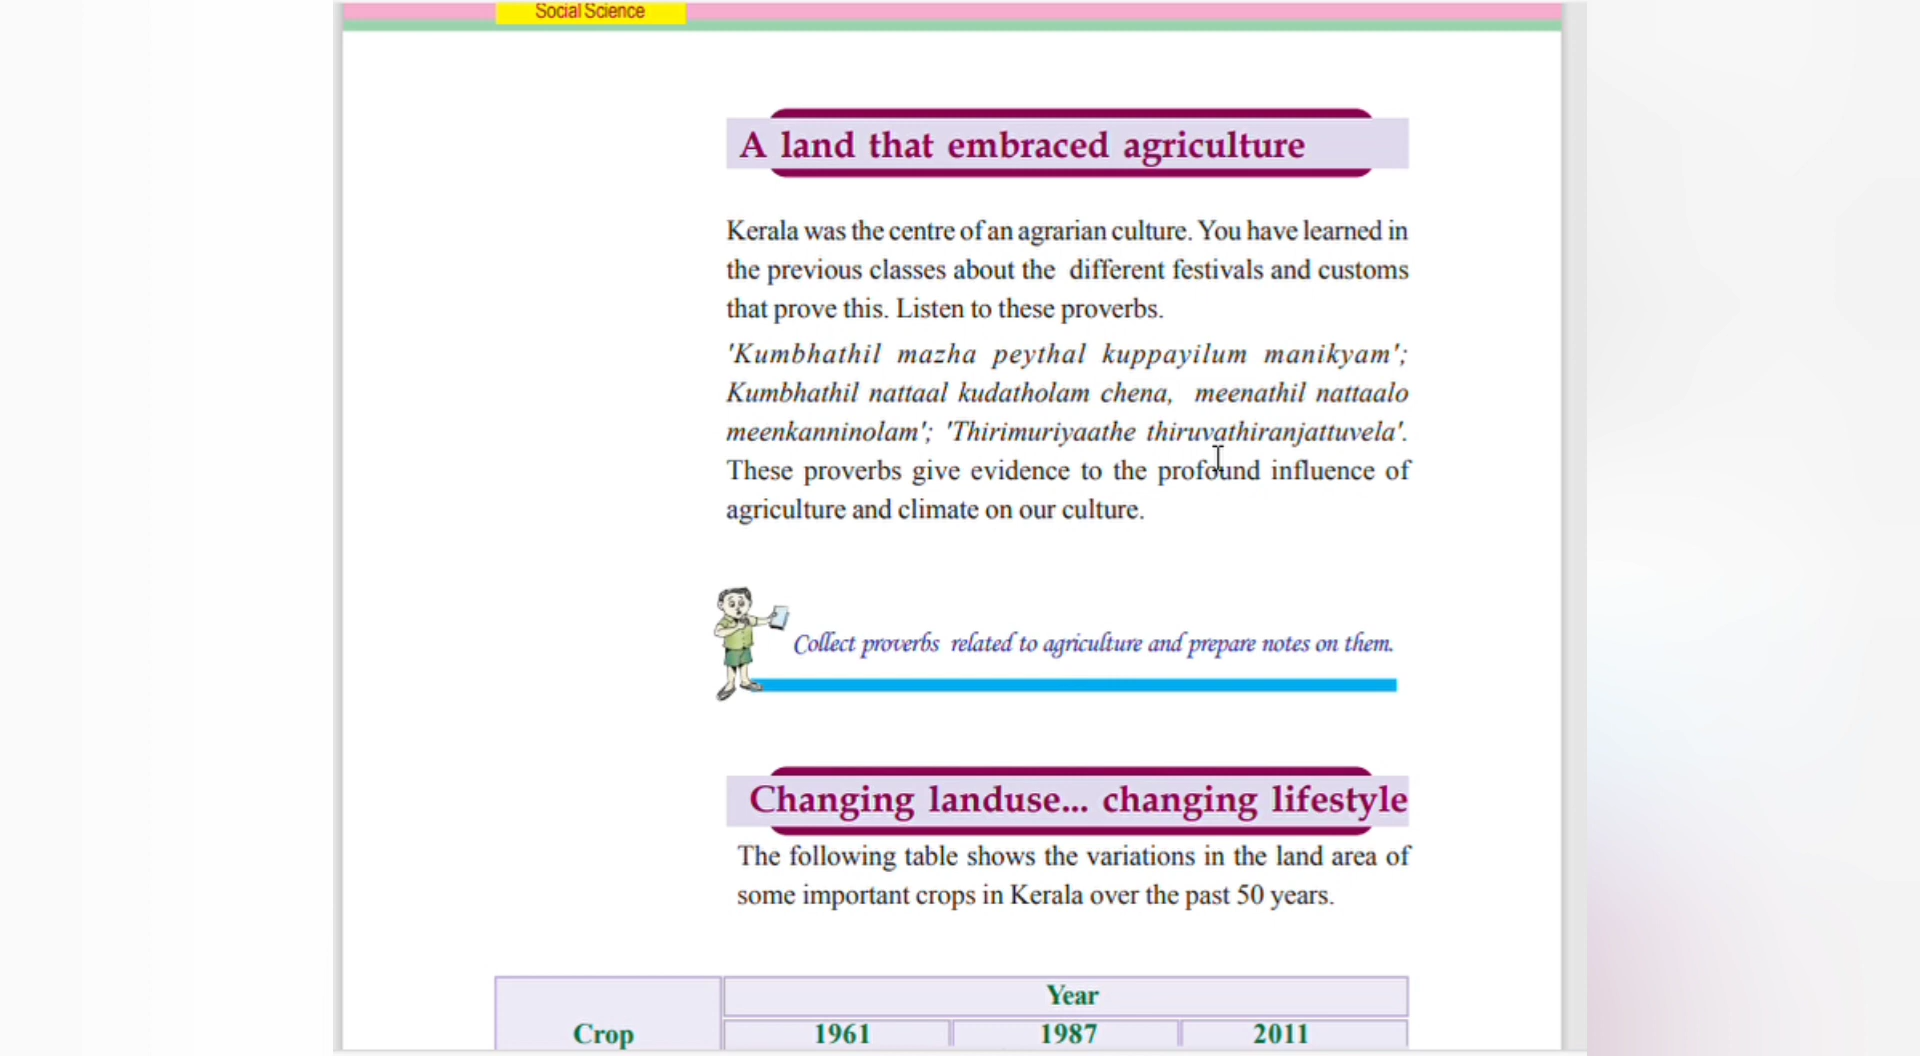 Social Science
A land that embraced agriculture
Kerala was the centre of an agrarian culture. You have learned in
the previous classes about the different festivals and customs
that prove this. Listen to these proverbs.
'Kumbhathil mazha peythal kuppayilum manikyam';
Kumbhathil nattaal kudatholam chena, meenathil nattaalo
meenkanninolam'; 'Thirimuriyaathe thiruvathiranjattuvela'.
These proverbs give evidence to the profound influence of
agriculture and climate on our culture.
Collect proverbs related to agriculture and prepare notes on them.
Changing landuse... changing lifestyle
The following table shows the variations in the land area of
some important crops in Kerala over the past 50 years.
Year
Crop 1961 1987 2011